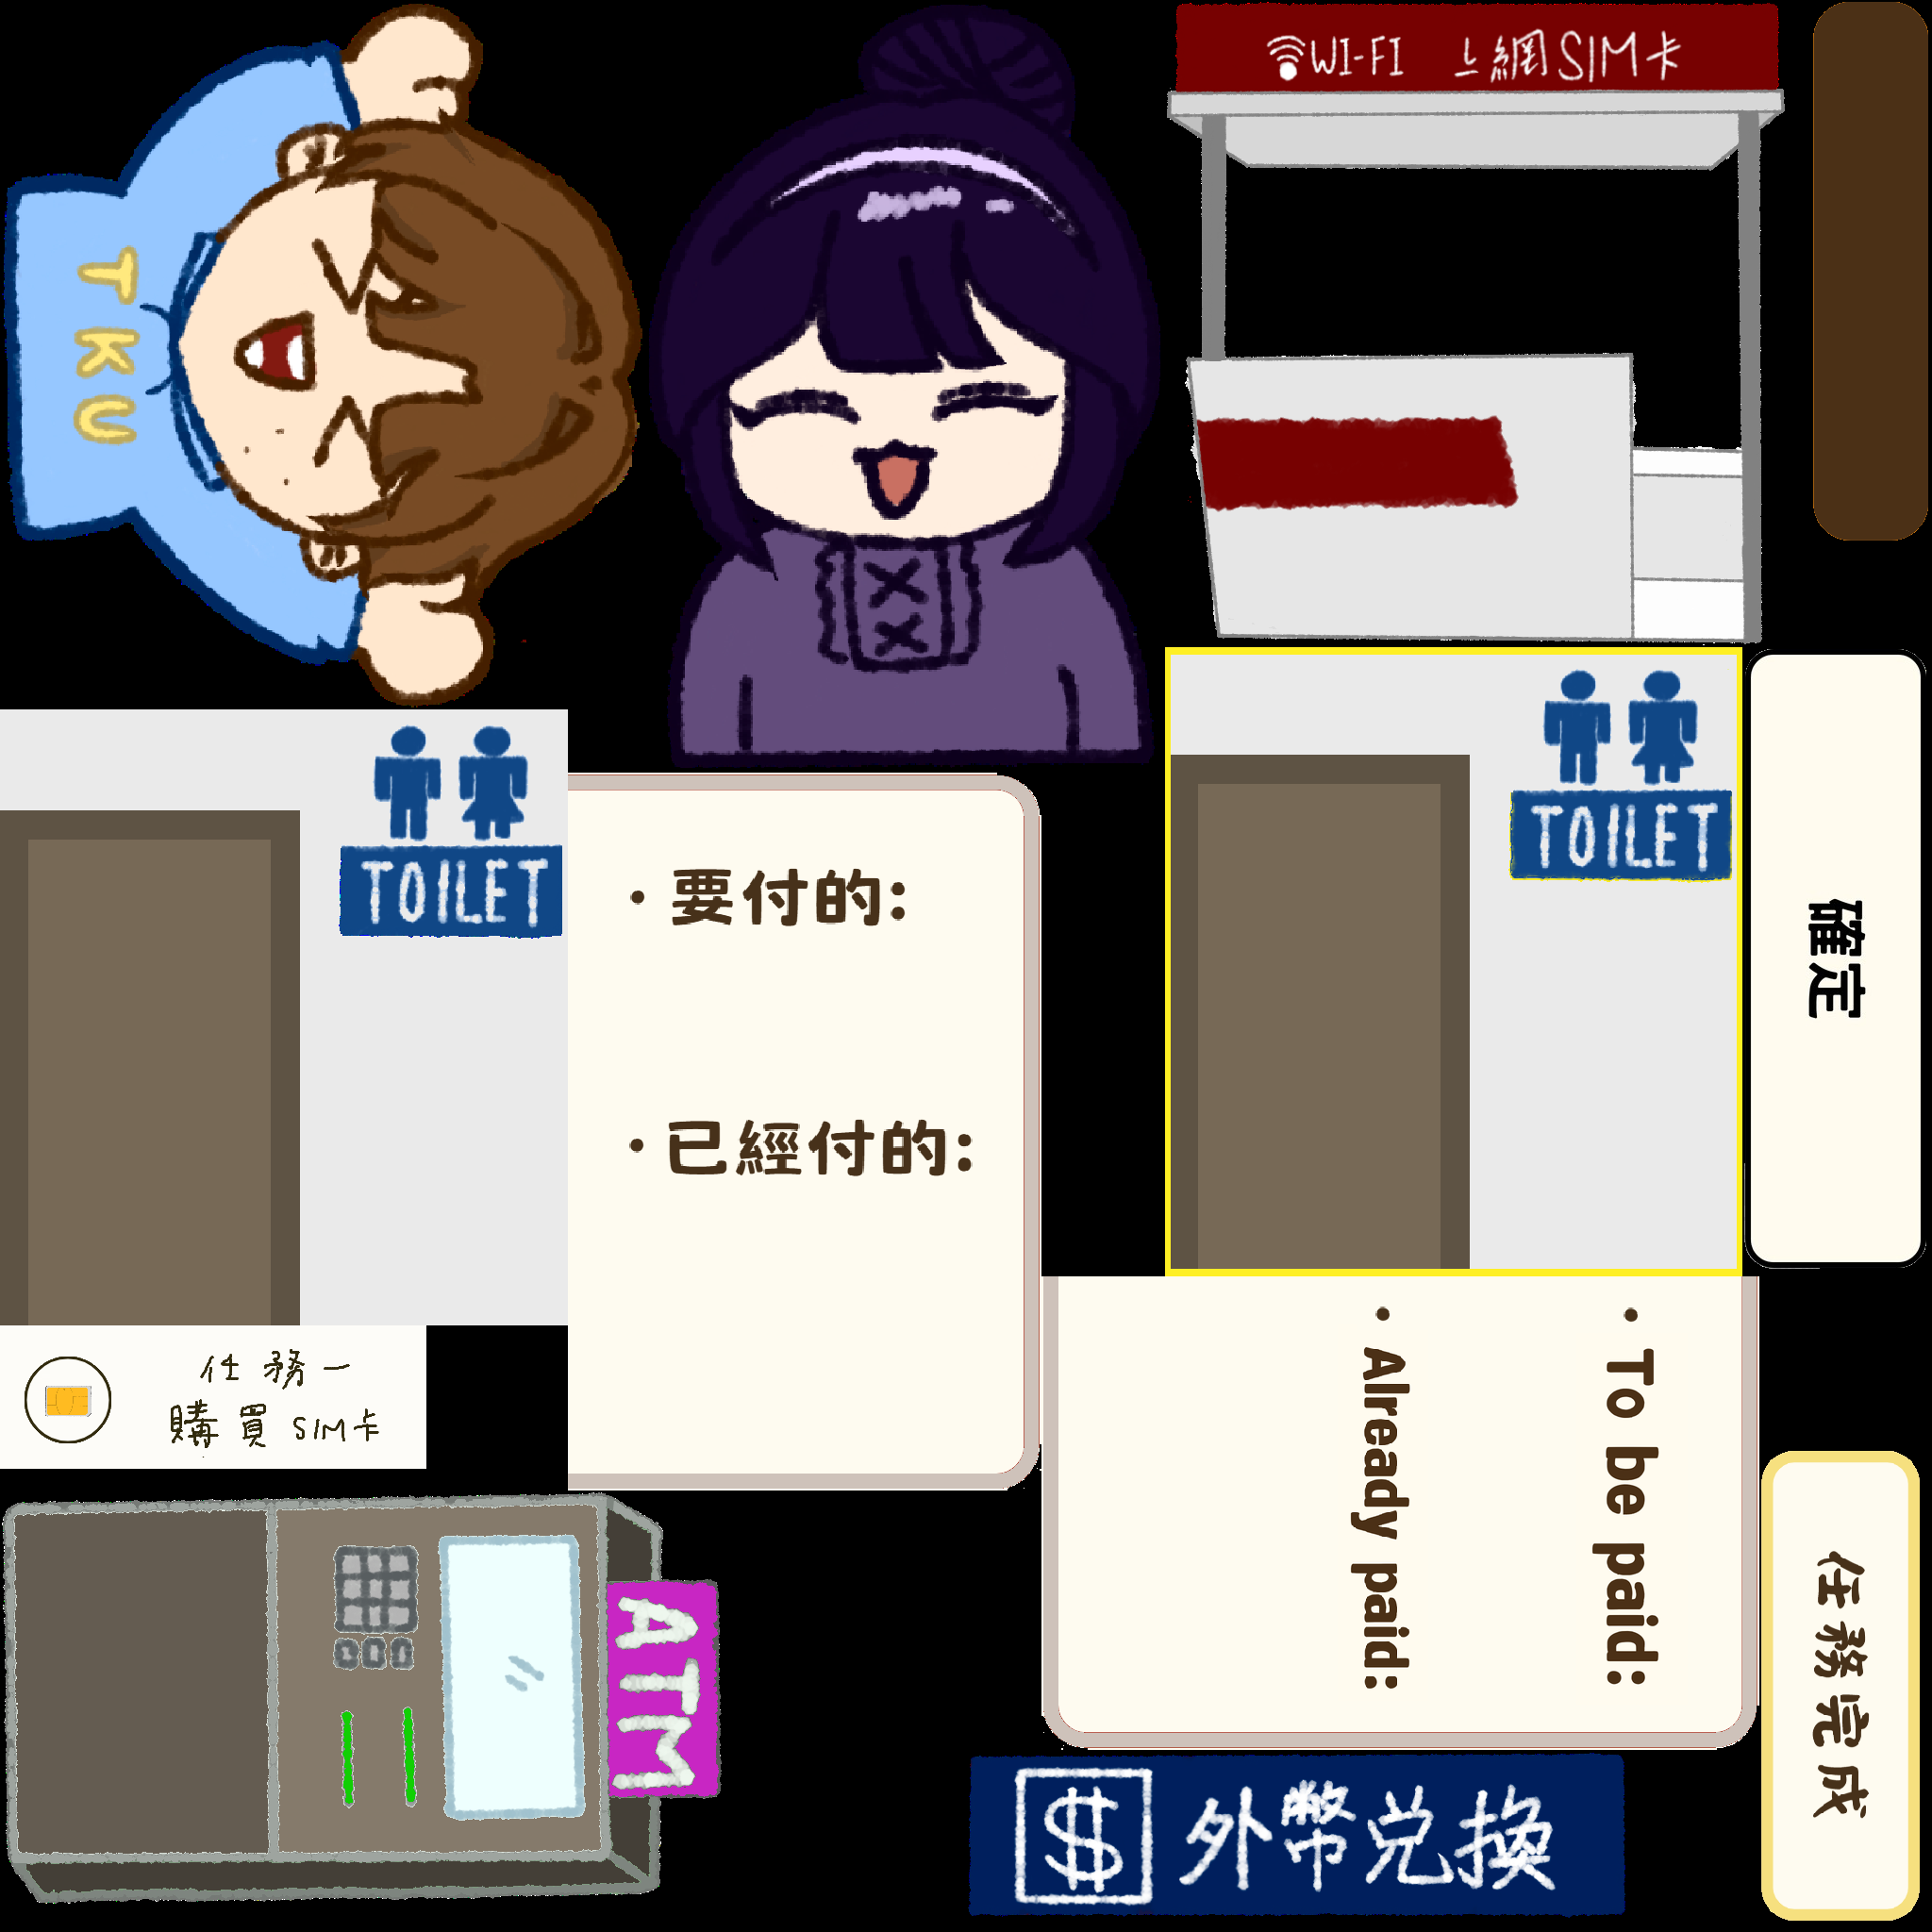 WI-FI 上網SIM卡
TKU
TOILET
TOILET
確定
·要付的:
·已經付的:
· To be paid:
· Already paid:
任務一
購買SIM卡
ATM
$ 外幣兌換
任務完成